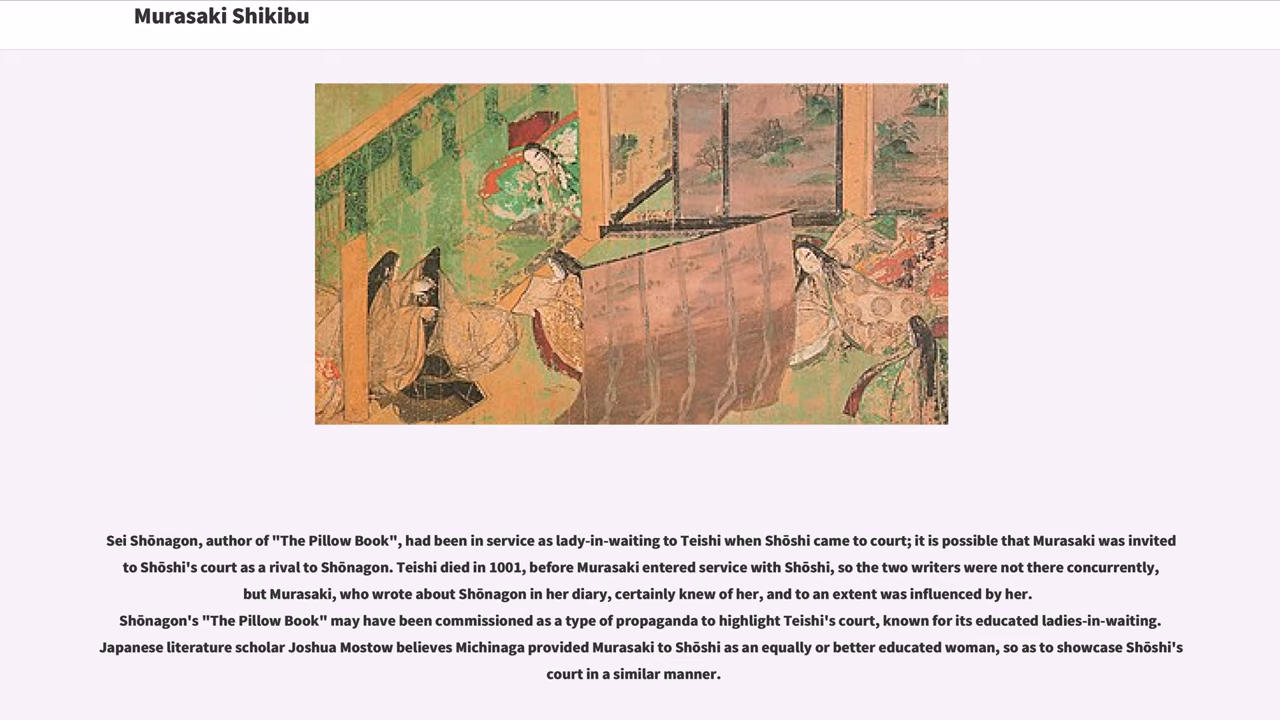 Murasaki Shikibu
Sei Shōnagon, author of "The Pillow Book", had been in service as lady-in-waiting to Teishi when Shōshi came to court; it is possible that Murasaki was invited
to Shōshi's court as a rival to Shōnagon. Teishi died in 1001, before Murasaki entered service with Shōshi, so the two writers were not there concurrently,
but Murasaki, who wrote about Shōnagon in her diary, certainly knew of her, and to an extent was influenced by her.
Shōnagon's "The Pillow Book" may have been commissioned as a type of propaganda to highlight Teishi's court, known for its educated ladies-in-waiting.
Japanese literature scholar Joshua Mostow believes Michinaga provided Murasaki to Shōshi as an equally or better educated woman, so as to showcase Shōshi's
court in a similar manner.